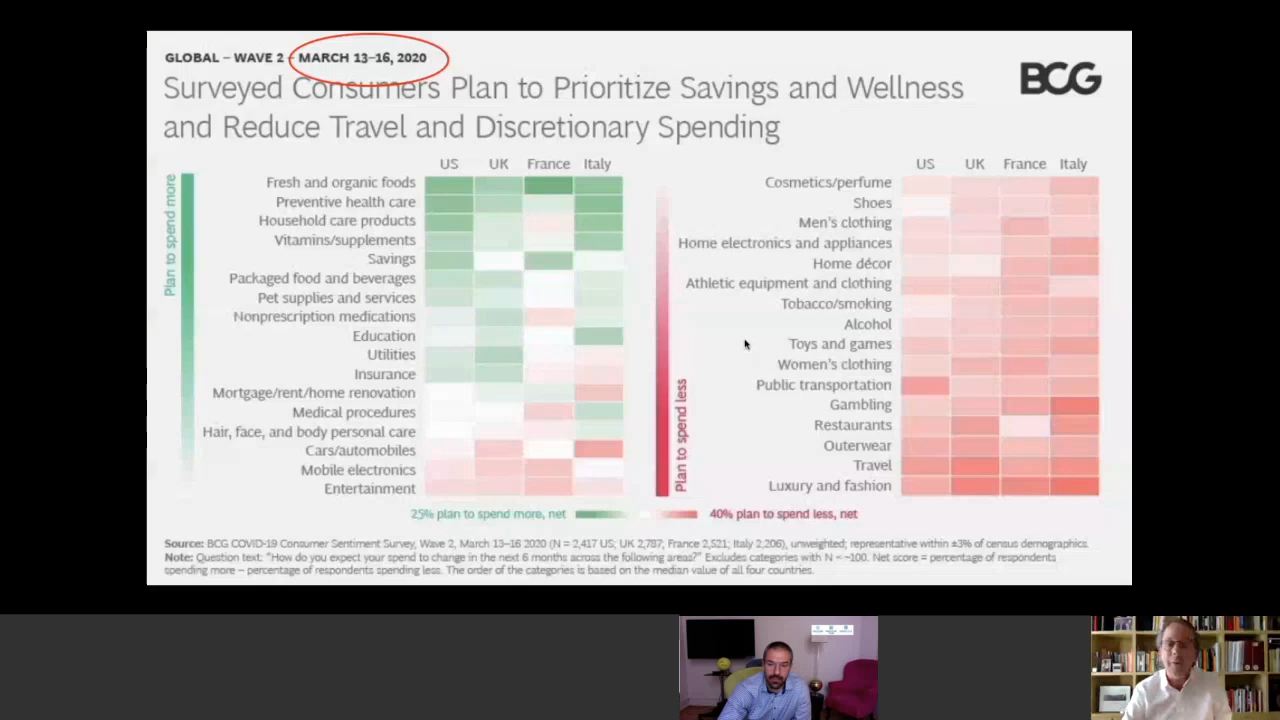 GLOBAL – WAVE 2 – MARCH 13–16, 2020
BCG
Surveyed Consumers Plan to Prioritize Savings and Wellness
and Reduce Travel and Discretionary Spending
Plan to spend more
US UK France Italy
Fresh and organic foods
Preventive health care
Household care products
Vitamins/supplements
Savings
Packaged food and beverages
Pet supplies and services
Nonprescription medications
Education
Utilities
Insurance
Mortgage/rent/home renovation
Medical procedures
Hair, face, and body personal care
Cars/automobiles
Mobile electronics
Entertainment
Plan to spend less
US UK France Italy
Cosmetics/perfume
Shoes
Men's clothing
Home electronics and appliances
Home décor
Athletic equipment and clothing
Tobacco/smoking
Alcohol
Toys and games
Women's clothing
Public transportation
Gambling
Restaurants
Outerwear
Travel
Luxury and fashion
25% plan to spend more, net 40% plan to spend less, net
Source: BCG COVID-19 Consumer Sentiment Survey, Wave 2, March 13–16 2020 (N = 2,417 US; UK 2,787; France 2,521; Italy 2,206), unweighted; representative within ±3% of census demographics.
Note: Question text: "How do you expect your spend to change in the next 6 months across the following areas?" Excludes categories with N < ~100. Net score = percentage of respondents
spending more – percentage of respondents spending less. The order of the categories is based on the median value of all four countries.